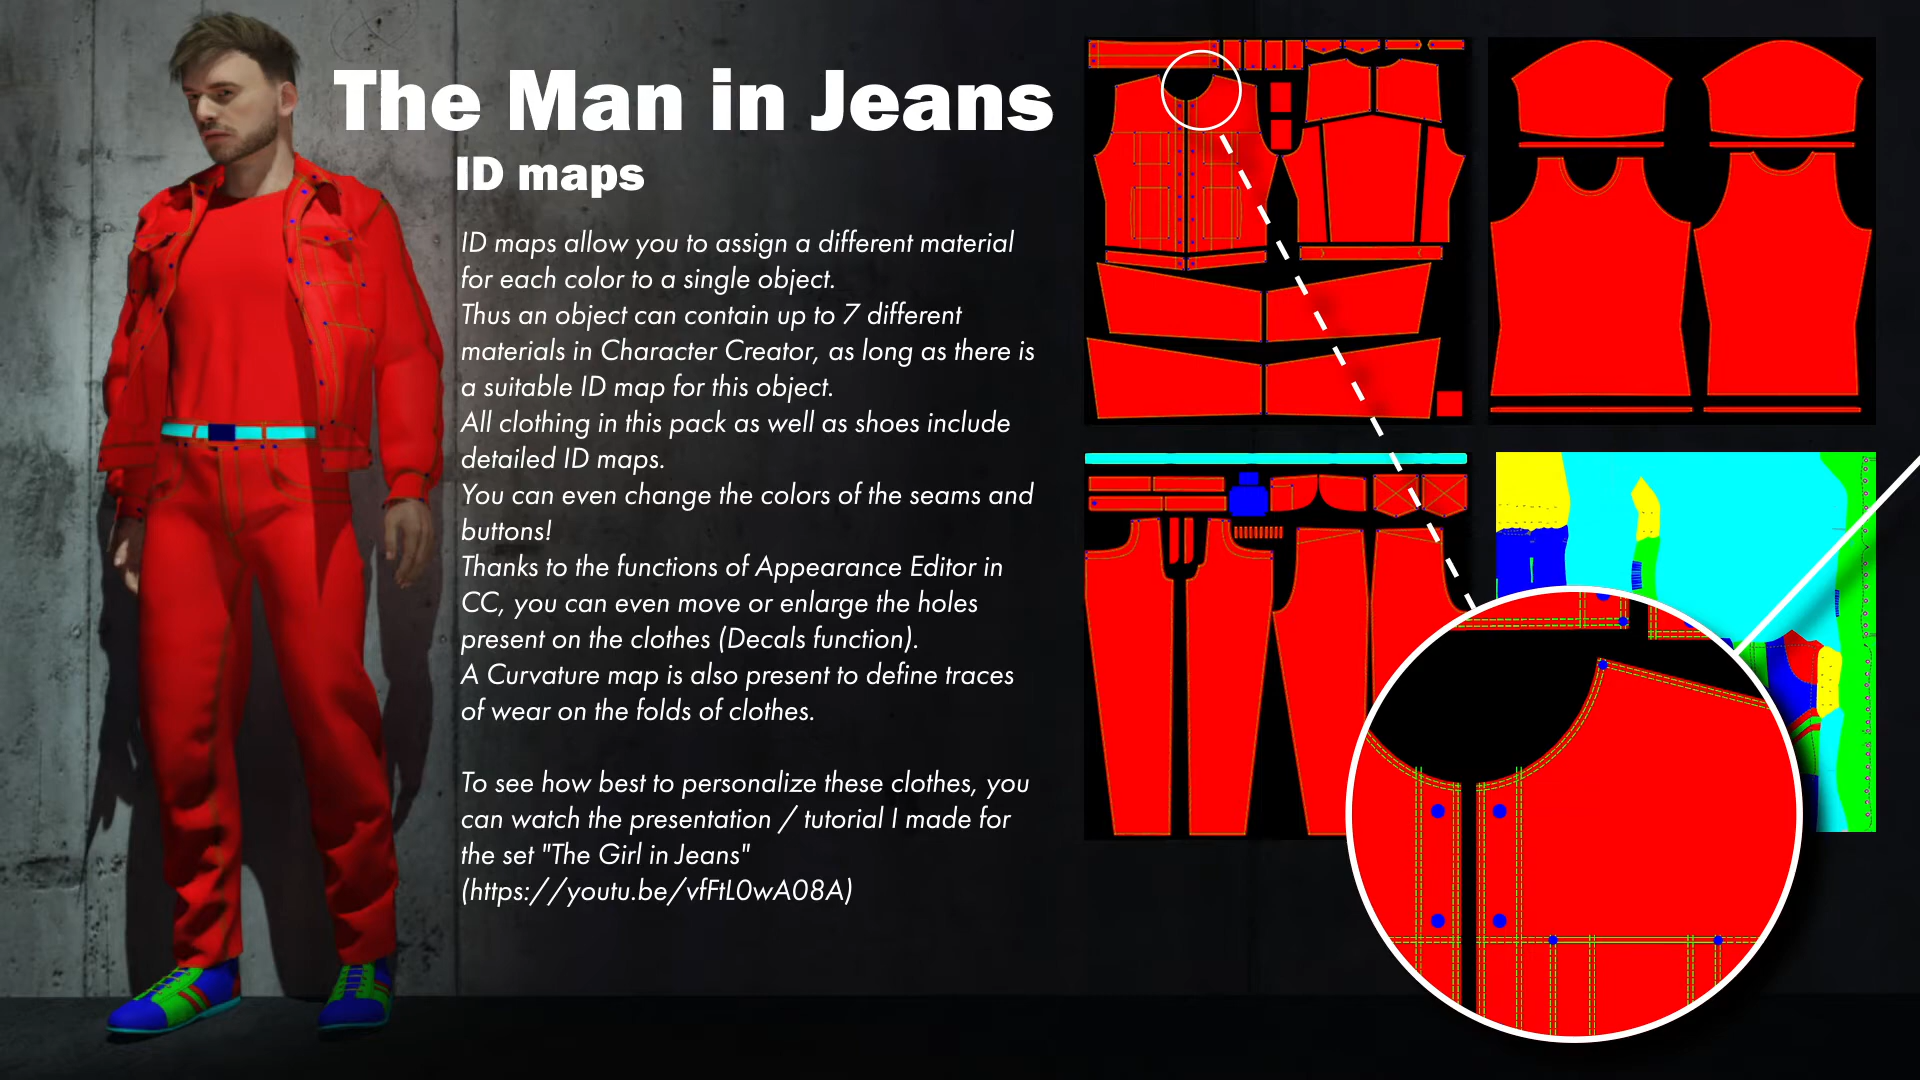 The Man in Jeans
ID maps
ID maps allow you to assign a different material
for each color to a single object.
Thus an object can contain up to 7 different
materials in Character Creator, as long as there is
a suitable ID map for this object.
All clothing in this pack as well as shoes include
detailed ID maps.
You can even change the colors of the seams and
buttons!
Thanks to the functions of Appearance Editor in
CC, you can even move or enlarge the holes
present on the clothes (Decals function).
A Curvature map is also present to define traces
of wear on the folds of clothes.
To see how best to personalize these clothes, you
can watch the presentation / tutorial I made for
the set "The Girl in Jeans"
(https://youtu.be/vfFtL0wA08A)